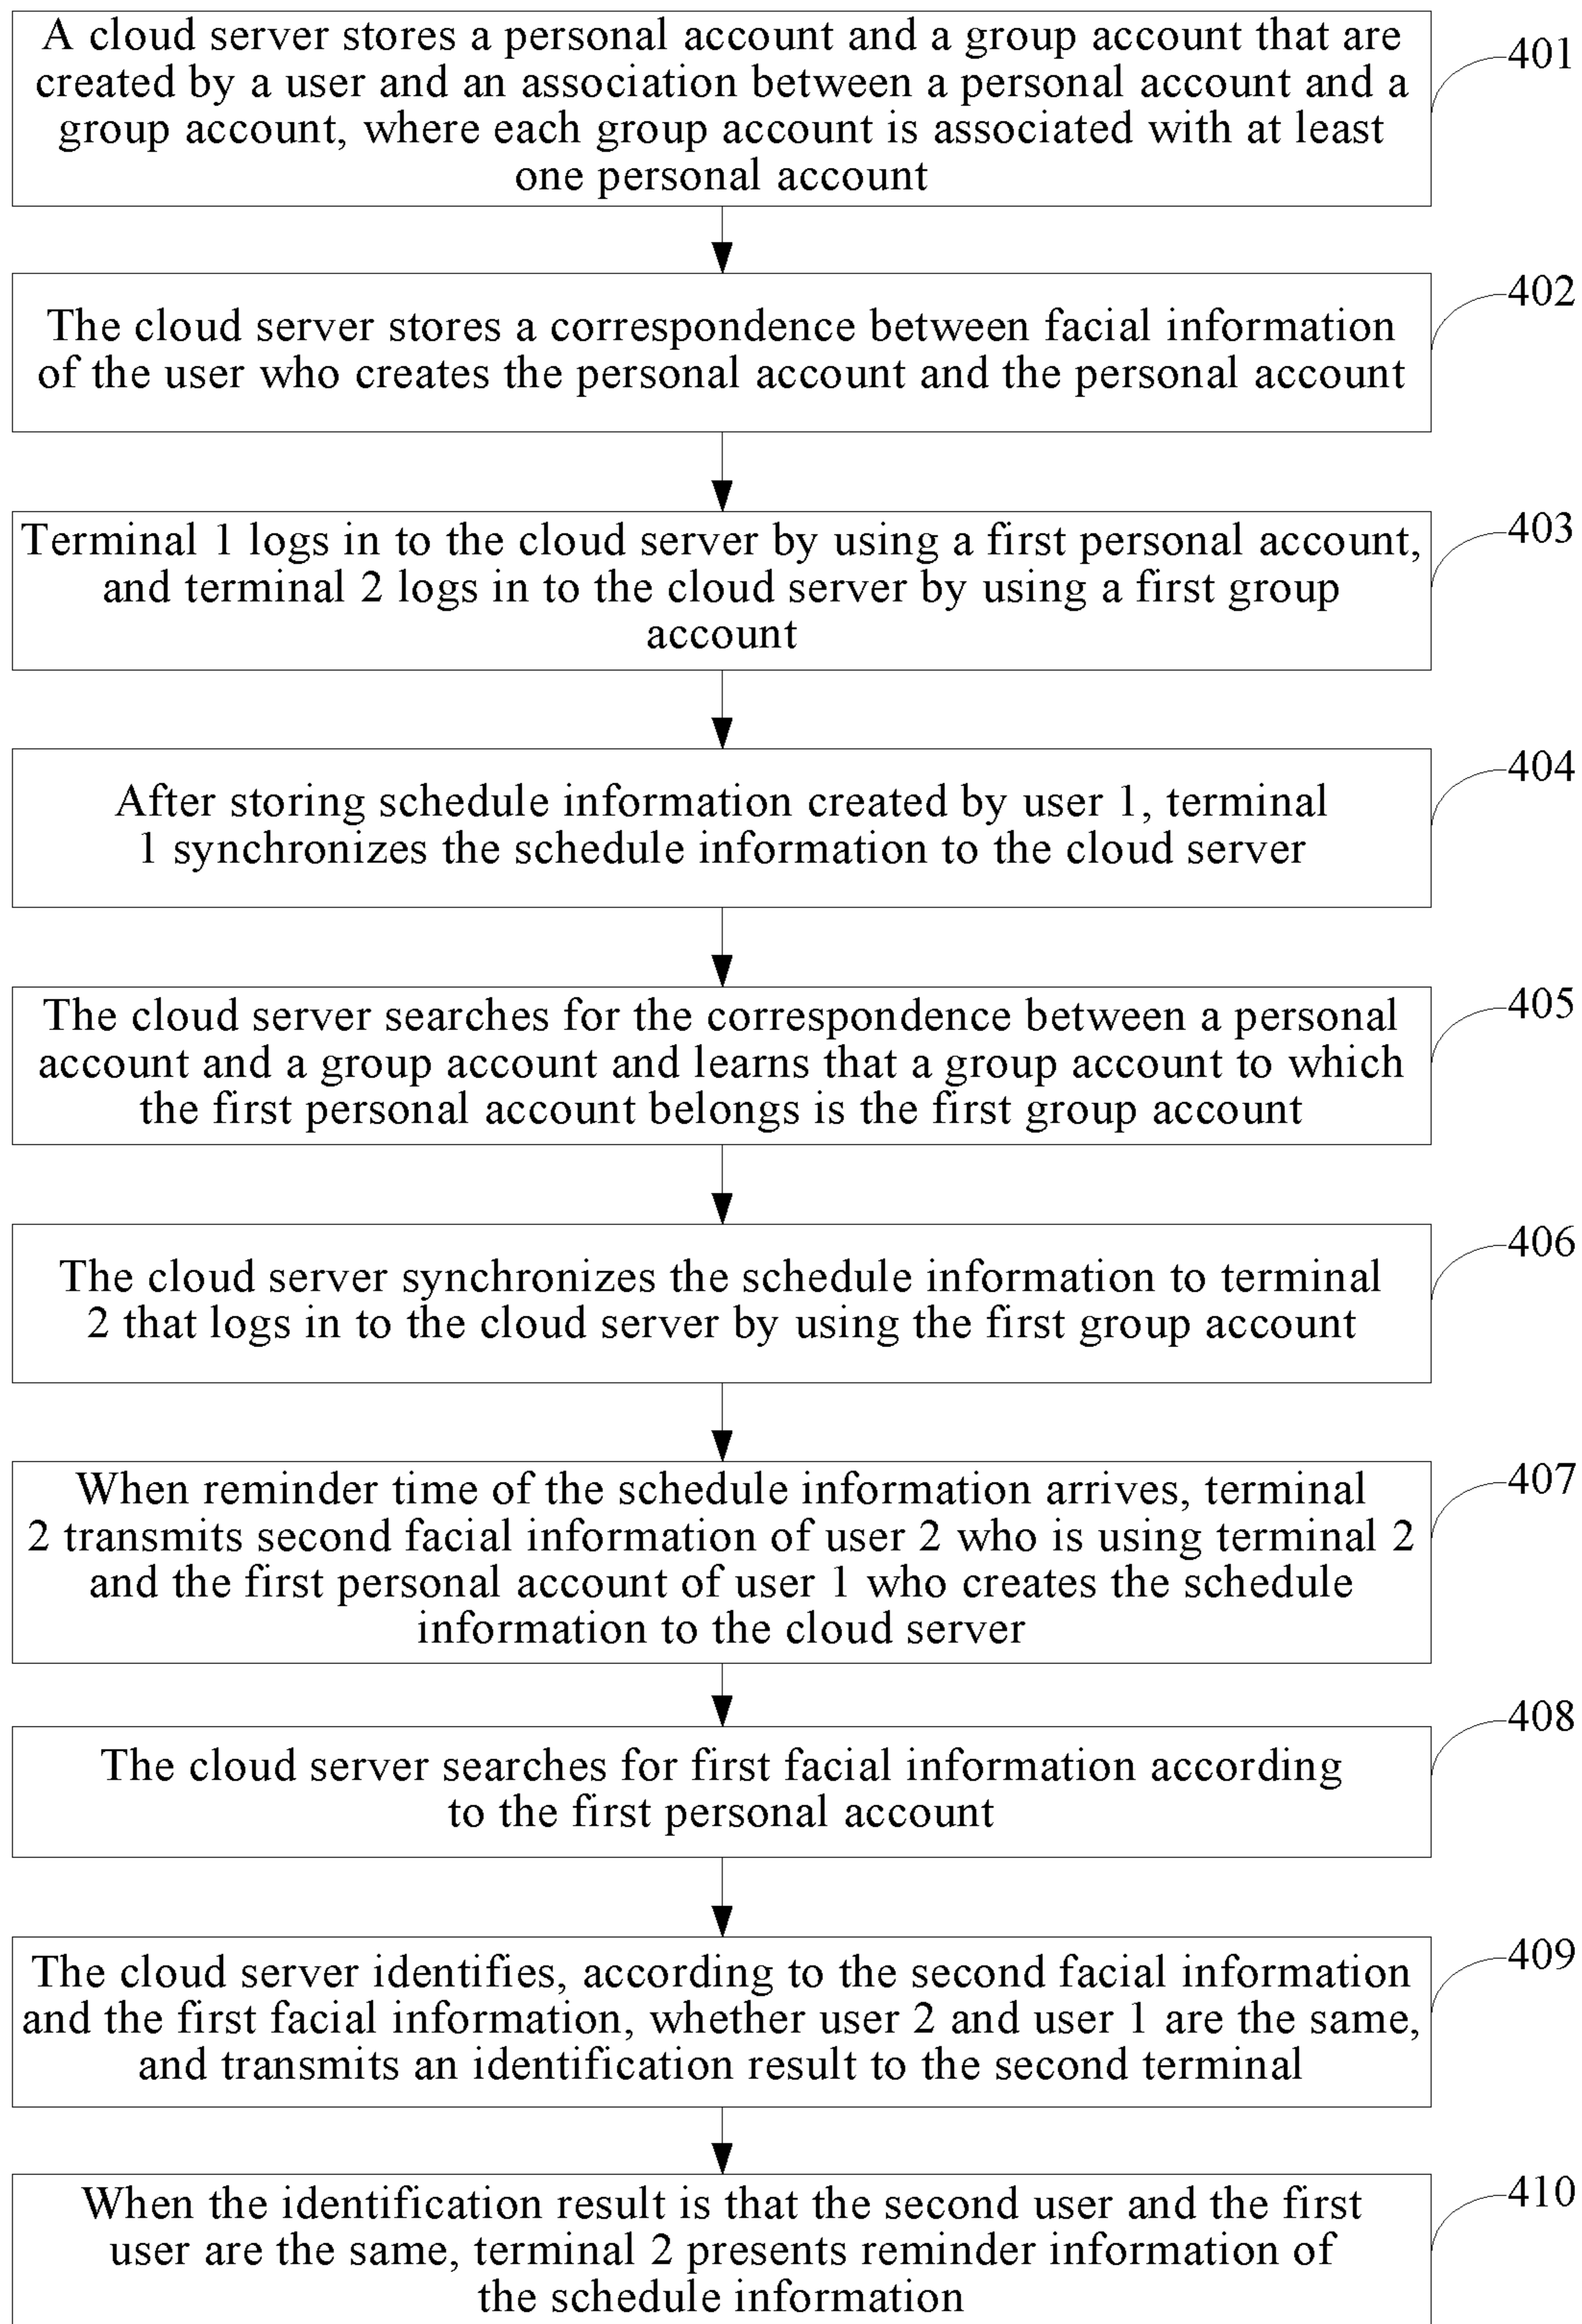 A cloud server stores a personal account and a group account that are
created by a user and an association between a personal account and a
group account, where each group account is associated with at least
one personal account
401
The cloud server stores a correspondence between facial information
of the user who creates the personal account and the personal account
402
Terminal 1 logs in to the cloud server by using a first personal account,
and terminal 2 logs in to the cloud server by using a first group
account
403
After storing schedule information created by user 1, terminal
1 synchronizes the schedule information to the cloud server
404
The cloud server searches for the correspondence between a personal
account and a group account and learns that a group account to which
the first personal account belongs is the first group account
405
The cloud server synchronizes the schedule information to terminal
2 that logs in to the cloud server by using the first group account
406
When reminder time of the schedule information arrives, terminal
2 transmits second facial information of user 2 who is using terminal 2
and the first personal account of user 1 who creates the schedule
information to the cloud server
407
The cloud server searches for first facial information according
to the first personal account
408
The cloud server identifies, according to the second facial information
and the first facial information, whether user 2 and user 1 are the same,
and transmits an identification result to the second terminal
409
When the identification result is that the second user and the first
user are the same, terminal 2 presents reminder information of
the schedule information
410